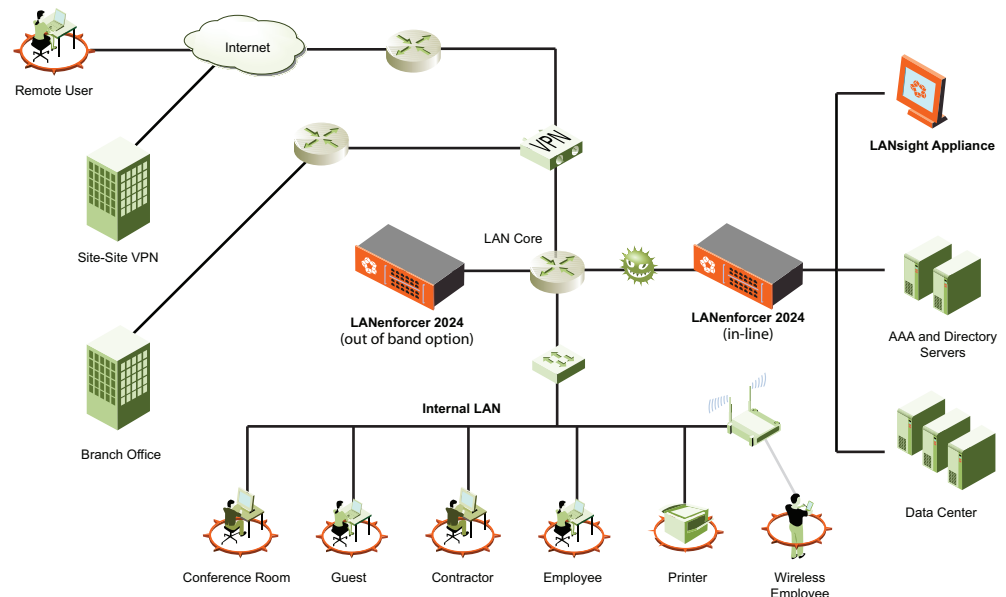 Internet
Remote User
VPN
LANsight Appliance
Site-Site VPN
LAN Core
LANenforcer 2024
(out of band option)
LANenforcer 2024
(in-line)
AAA and Directory
Servers
Internal LAN
Branch Office
Data Center
Conference Room
Guest
Contractor
Employee
Printer
Wireless
Employee